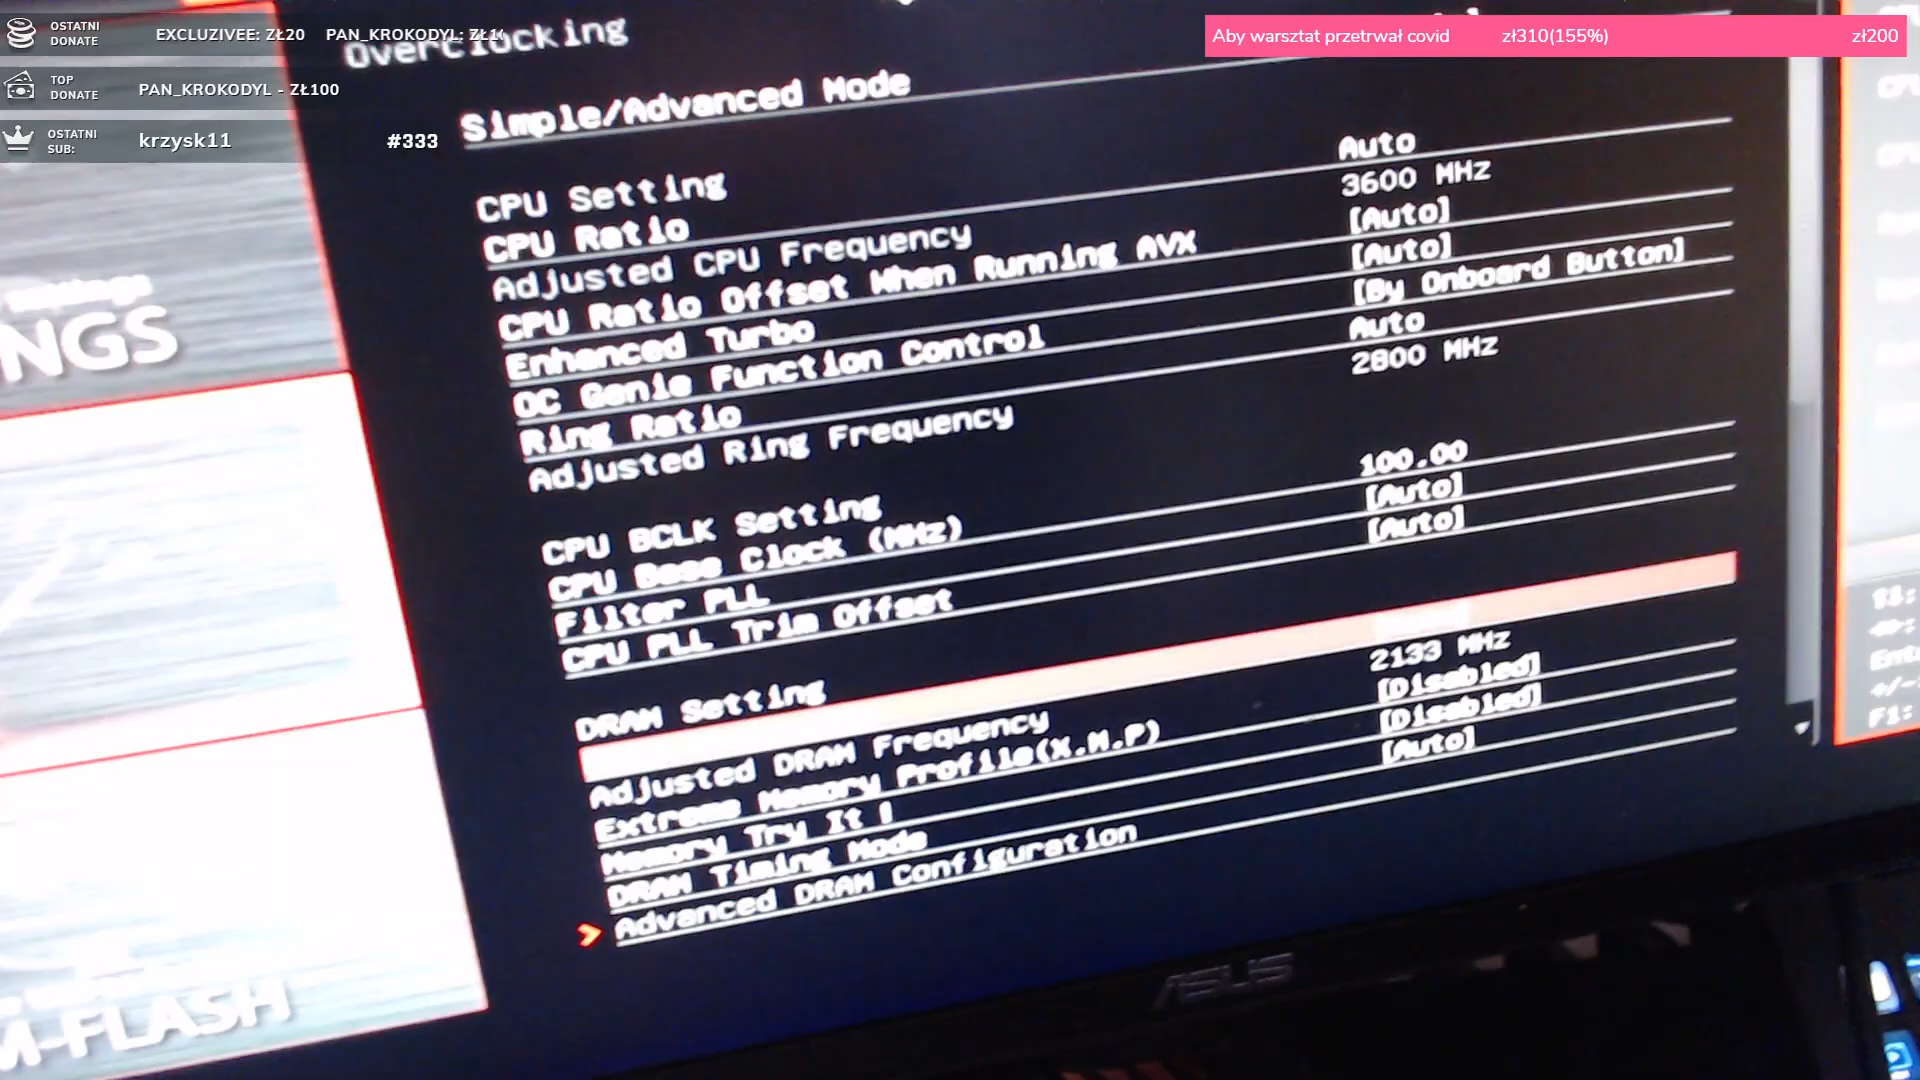 OSTATNI DONATE EXCLUZIVEE: ZŁ20 PAN_KROKODYL: ZŁ1
TOP DONATE PAN_KROKODYL - ZŁ100
OSTATNI SUB: krzysk11 #333
Aby warsztat przetrwał covid zł310(155%) zł200
Overclocking
Simple/Advanced Mode
CPU Setting
CPU Ratio Auto
Adjusted CPU Frequency 3600 MHz
CPU Ratio Offset When Running AVX [Auto]
Enhanced Turbo [Auto]
OC Genie Function Control [By Onboard Button]
Ring Ratio Auto
Adjusted Ring Frequency 2800 MHz
CPU BCLK Setting
CPU Base Clock (MHz) 100.00
Filter PLL [Auto]
CPU PLL Trim Offset [Auto]
DRAM Setting
Adjusted DRAM Frequency 2133 MHz
Extreme Memory Profile(X.M.P) [Disabled]
Memory Try It ! [Disabled]
DRAM Timing Mode [Auto]
> Advanced DRAM Configuration
settings
NGS
M-FLASH
ASUS
+/-
F1: